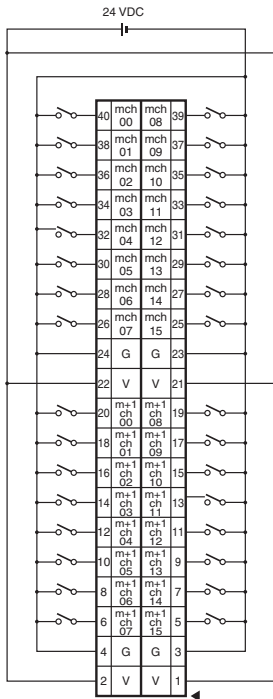 24 VDC
40 mch 00 mch 08 39
38 mch 01 mch 09 37
36 mch 02 mch 10 35
34 mch 03 mch 11 33
32 mch 04 mch 12 31
30 mch 05 mch 13 29
28 mch 06 mch 14 27
26 mch 07 mch 15 25
24 G G 23
22 V V 21
20 m+1 ch 00 m+1 ch 08 19
18 m+1 ch 01 m+1 ch 09 17
16 m+1 ch 02 m+1 ch 10 15
14 m+1 ch 03 m+1 ch 11 13
12 m+1 ch 04 m+1 ch 12 11
10 m+1 ch 05 m+1 ch 13 9
8 m+1 ch 06 m+1 ch 14 7
6 m+1 ch 07 m+1 ch 15 5
4 G G 3
2 V V 1